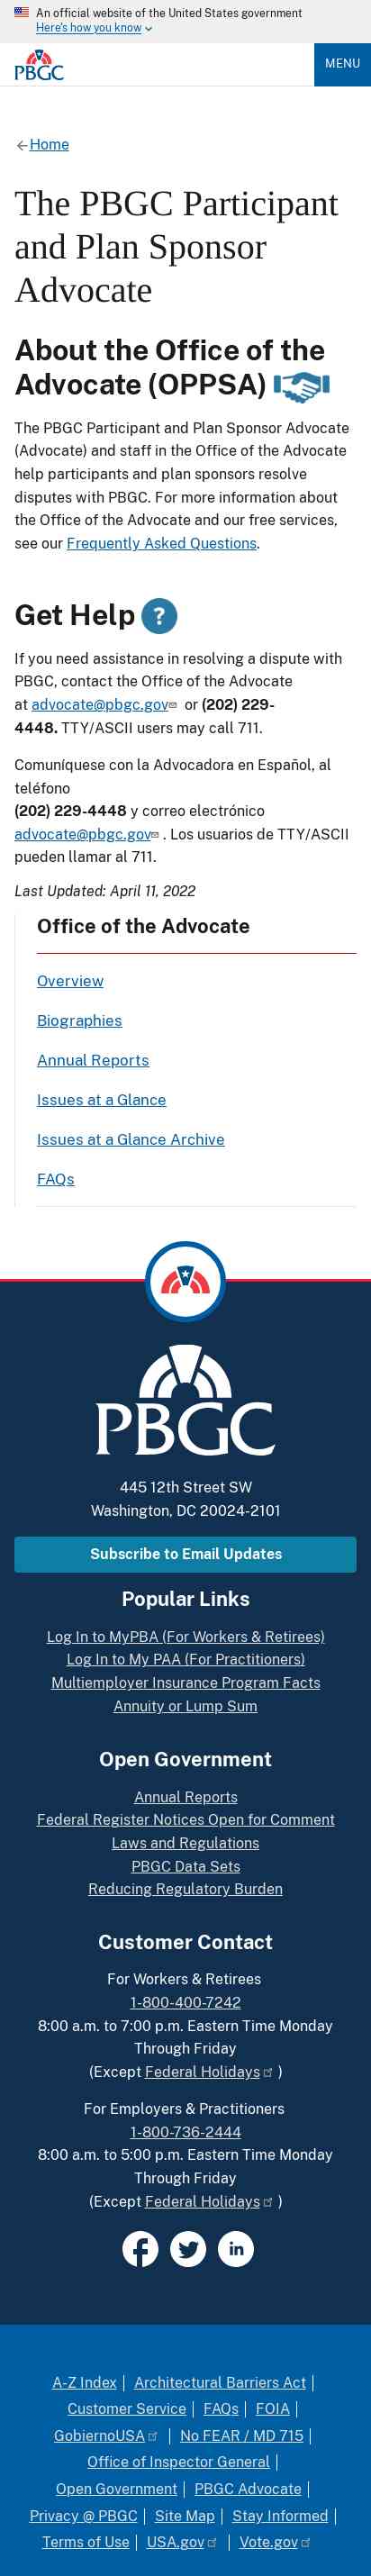 An official website of the United States government
Here's how you know
PBGC
MENU
Home
The PBGC Participant
and Plan Sponsor
Advocate
About the Office of the
Advocate (OPPSA)
The PBGC Participant and Plan Sponsor Advocate
(Advocate) and staff in the Office of the Advocate
help participants and plan sponsors resolve
disputes with PBGC. For more information about
the Office of the Advocate and our free services,
see our Frequently Asked Questions.
Get Help ?
If you need assistance in resolving a dispute with
PBGC, contact the Office of the Advocate
at advocate@pbgc.gov or (202) 229-
4448. TTY/ASCII users may call 711.
Comuníquese con la Advocadora en Español, al
teléfono
(202) 229-4448 y correo electrónico
advocate@pbgc.gov . Los usuarios de TTY/ASCII
pueden llamar al 711.
Last Updated: April 11, 2022
Office of the Advocate
Overview
Biographies
Annual Reports
Issues at a Glance
Issues at a Glance Archive
FAQs
PBGC
445 12th Street SW
Washington, DC 20024-2101
Subscribe to Email Updates
Popular Links
Log In to MyPBA (For Workers & Retirees)
Log In to My PAA (For Practitioners)
Multiemployer Insurance Program Facts
Annuity or Lump Sum
Open Government
Annual Reports
Federal Register Notices Open for Comment
Laws and Regulations
PBGC Data Sets
Reducing Regulatory Burden
Customer Contact
For Workers & Retirees
1-800-400-7242
8:00 a.m. to 7:00 p.m. Eastern Time Monday
Through Friday
(Except Federal Holidays )
For Employers & Practitioners
1-800-736-2444
8:00 a.m. to 5:00 p.m. Eastern Time Monday
Through Friday
(Except Federal Holidays )
in
A-Z Index | Architectural Barriers Act |
Customer Service | FAQs | FOIA |
GobiernoUSA | No FEAR / MD 715 |
Office of Inspector General |
Open Government | PBGC Advocate |
Privacy @ PBGC | Site Map | Stay Informed |
Terms of Use | USA.gov | Vote.gov